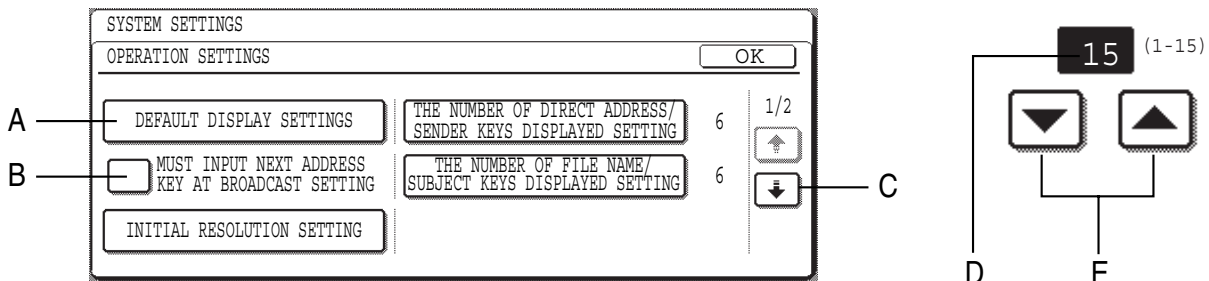 SYSTEM SETTINGS
OPERATION SETTINGS
OK
A
DEFAULT DISPLAY SETTINGS
THE NUMBER OF DIRECT ADDRESS/
SENDER KEYS DISPLAYED SETTING
6
1/2
B
MUST INPUT NEXT ADDRESS
KEY AT BROADCAST SETTING
THE NUMBER OF FILE NAME/
SUBJECT KEYS DISPLAYED SETTING
6
C
INITIAL RESOLUTION SETTING
15
(1-15)
D
E